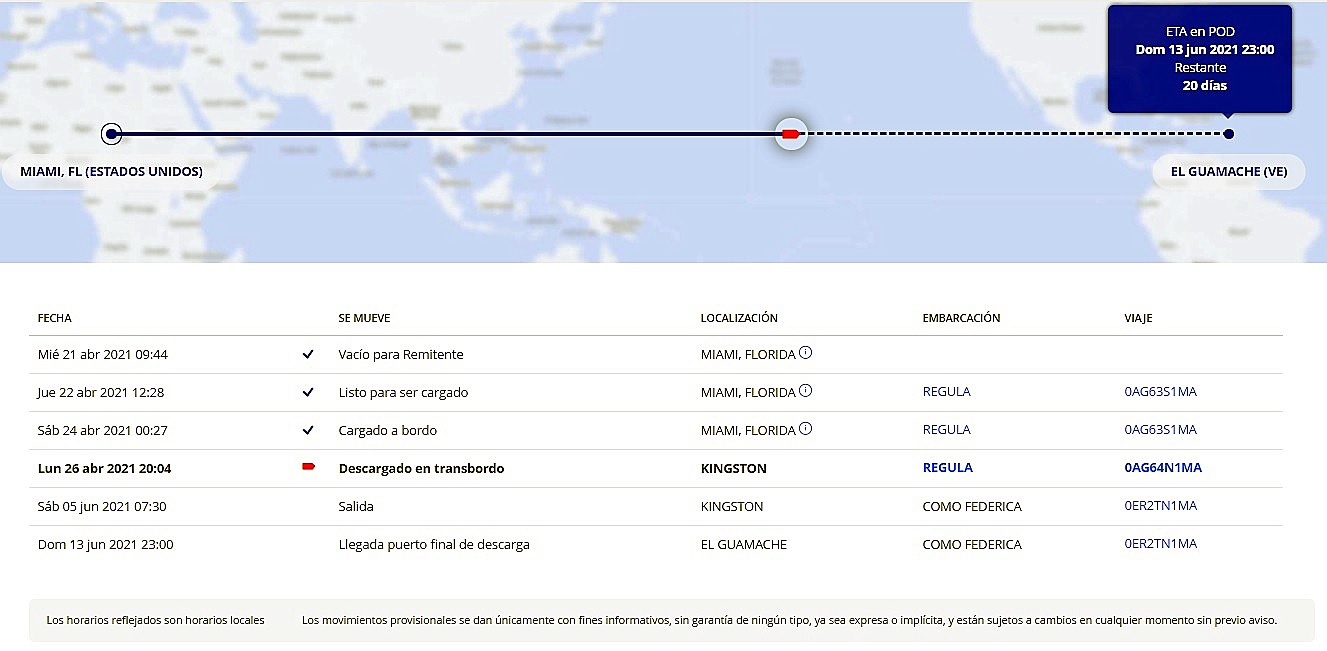 ETA en POD
Dom 13 jun 2021 23:00
Restante
20 días
MIAMI, FL (ESTADOS UNIDOS)
EL GUAMACHE (VE)
FECHA SE MUEVE LOCALIZACIÓN EMBARCACIÓN VIAJE
Mié 21 abr 2021 09:44 Vacío para Remitente MIAMI, FLORIDA
Jue 22 abr 2021 12:28 Listo para ser cargado MIAMI, FLORIDA REGULA 0AG63S1MA
Sáb 24 abr 2021 00:27 Cargado a bordo MIAMI, FLORIDA REGULA 0AG63S1MA
Lun 26 abr 2021 20:04 Descargado en transbordo KINGSTON REGULA 0AG64N1MA
Sáb 05 jun 2021 07:30 Salida KINGSTON COMO FEDERICA 0ER2TN1MA
Dom 13 jun 2021 23:00 Llegada puerto final de descarga EL GUAMACHE COMO FEDERICA 0ER2TN1MA
Los horarios reflejados son horarios locales Los movimientos provisionales se dan únicamente con fines informativos, sin garantía de ningún tipo, ya sea expresa o implícita, y están sujetos a cambios en cualquier momento sin previo aviso.